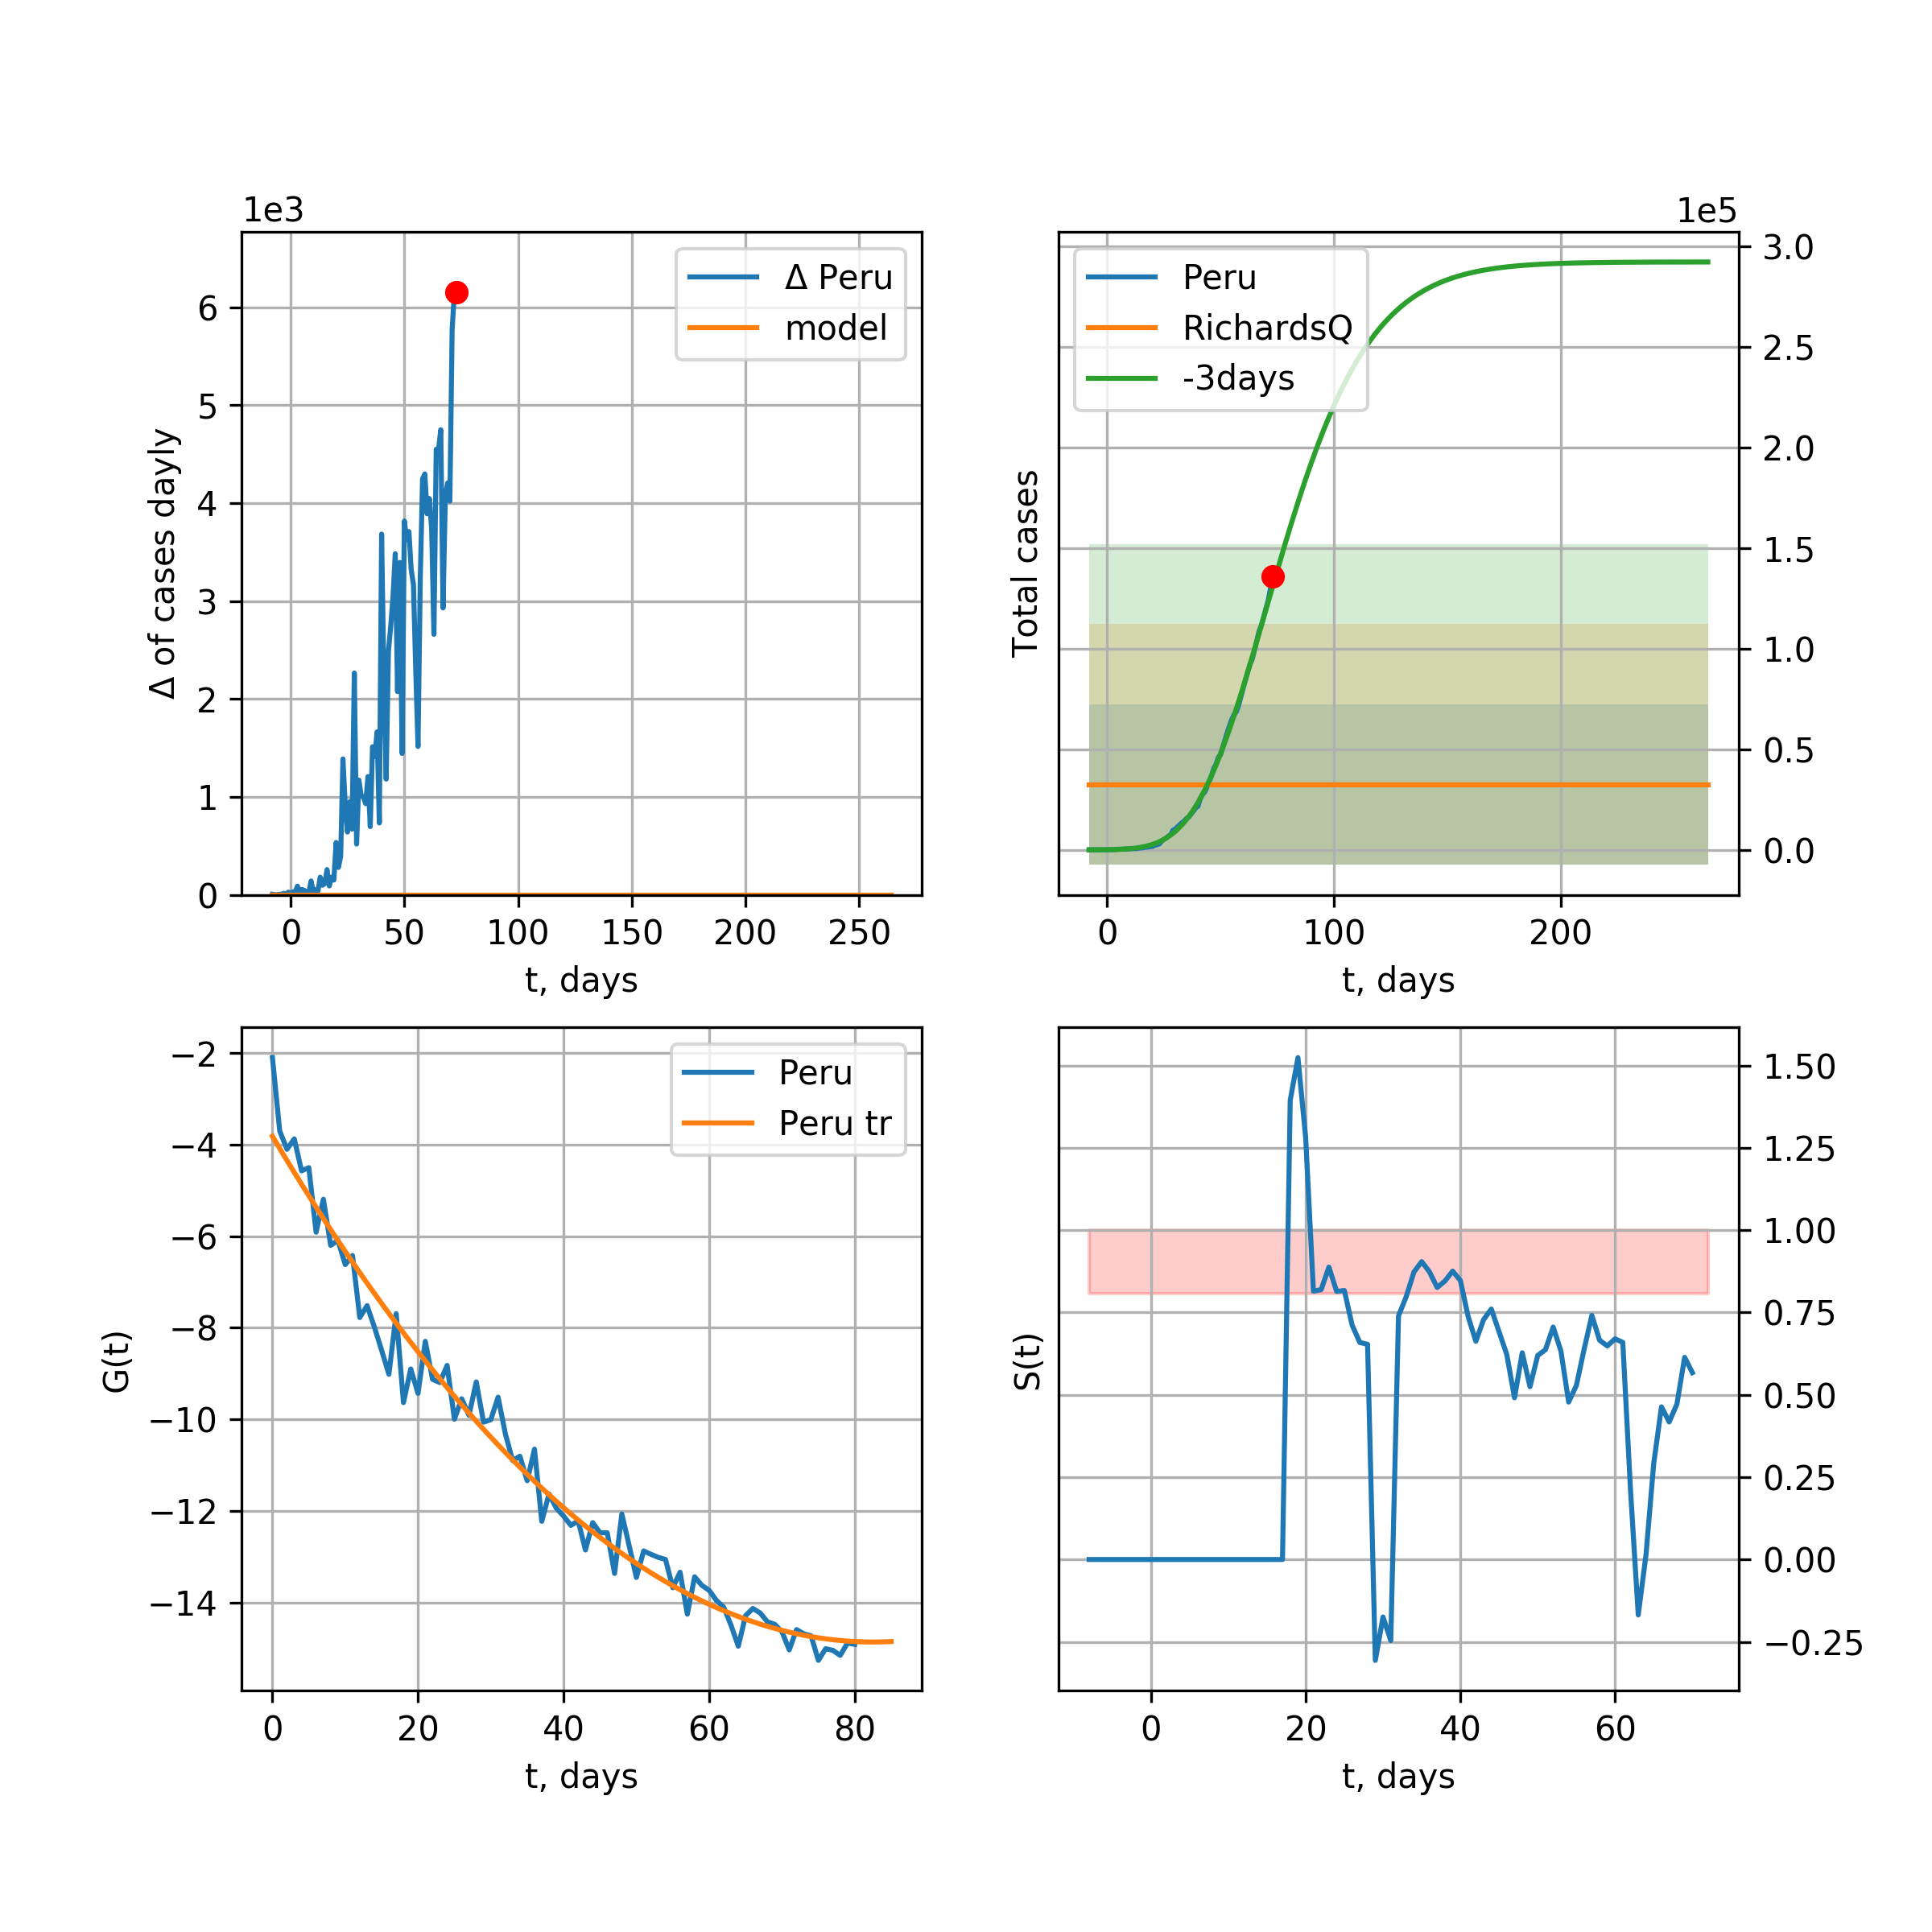 1e3
Δ Peru
model
6
5
4
3
2
1
0
Δ of cases dayly
0 50 100 150 200 250
t, days
1e5
Peru
RichardsQ
-3days
3.0
2.5
2.0
1.5
1.0
0.5
0.0
Total cases
0 100 200
t, days
Peru
Peru tr
−2
−4
−6
−8
−10
−12
−14
G(t)
0 20 40 60 80
t, days
1.50
1.25
1.00
0.75
0.50
0.25
0.00
−0.25
S(t)
0 20 40 60
t, days